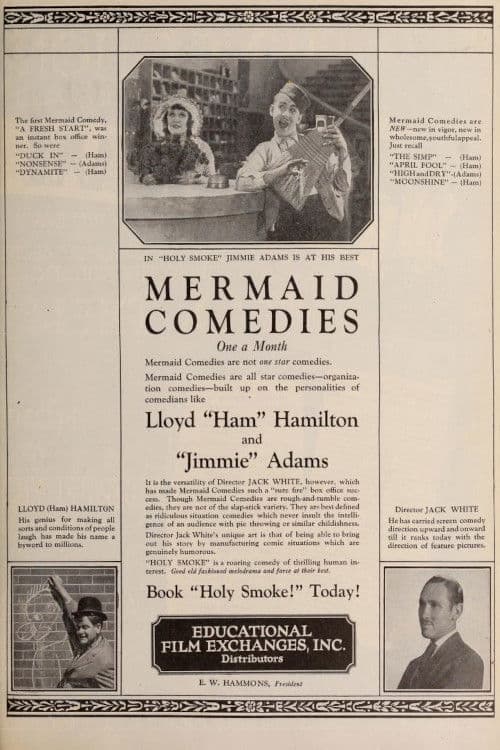 The first Mermaid Comedy,
"A FRESH START", was
an instant box office win-
ner. So were
"DUCK IN" — (Ham)
"NONSENSE" — (Adams)
"DYNAMITE" — (Ham)
Mermaid Comedies are
NEW—new in vigor, new in
wholesome, youthful appeal.
Just recall
"THE SIMP" — (Ham)
"APRIL FOOL" — (Ham)
"HIGH and DRY"-(Adams)
"MOONSHINE" — (Ham)
IN "HOLY SMOKE" JIMMIE ADAMS IS AT HIS BEST
MERMAID
COMEDIES
One a Month
Mermaid Comedies are not one star comedies.
Mermaid Comedies are all star comedies—organiza-
tion comedies—built up on the personalities of
comedians like
Lloyd "Ham" Hamilton
and
"Jimmie" Adams
It is the versatility of Director JACK WHITE, however, which
has made Mermaid Comedies such a "sure fire" box office suc-
cess. Though Mermaid Comedies are rough-and-tumble com-
edies, they are not of the slap-stick variety. They are best defined
as ridiculous situation comedies which never insult the intelli-
gence of an audience with pie throwing or similar childishness.
Director Jack White's unique art is that of being able to bring
out his story by manufacturing comic situations which are
genuinely humorous.
"HOLY SMOKE" is a roaring comedy of thrilling human in-
terest. Good old fashioned melodrama and farce at their best.
Book "Holy Smoke!" Today!
LLOYD (Ham) HAMILTON
His genius for making all
sorts and conditions of people
laugh has made his name a
byword to millions.
Director JACK WHITE
He has carried screen comedy
direction upward and onward
till it ranks today with the
direction of feature pictures.
EDUCATIONAL
FILM EXCHANGES, INC.
Distributors
E. W. HAMMONS, President